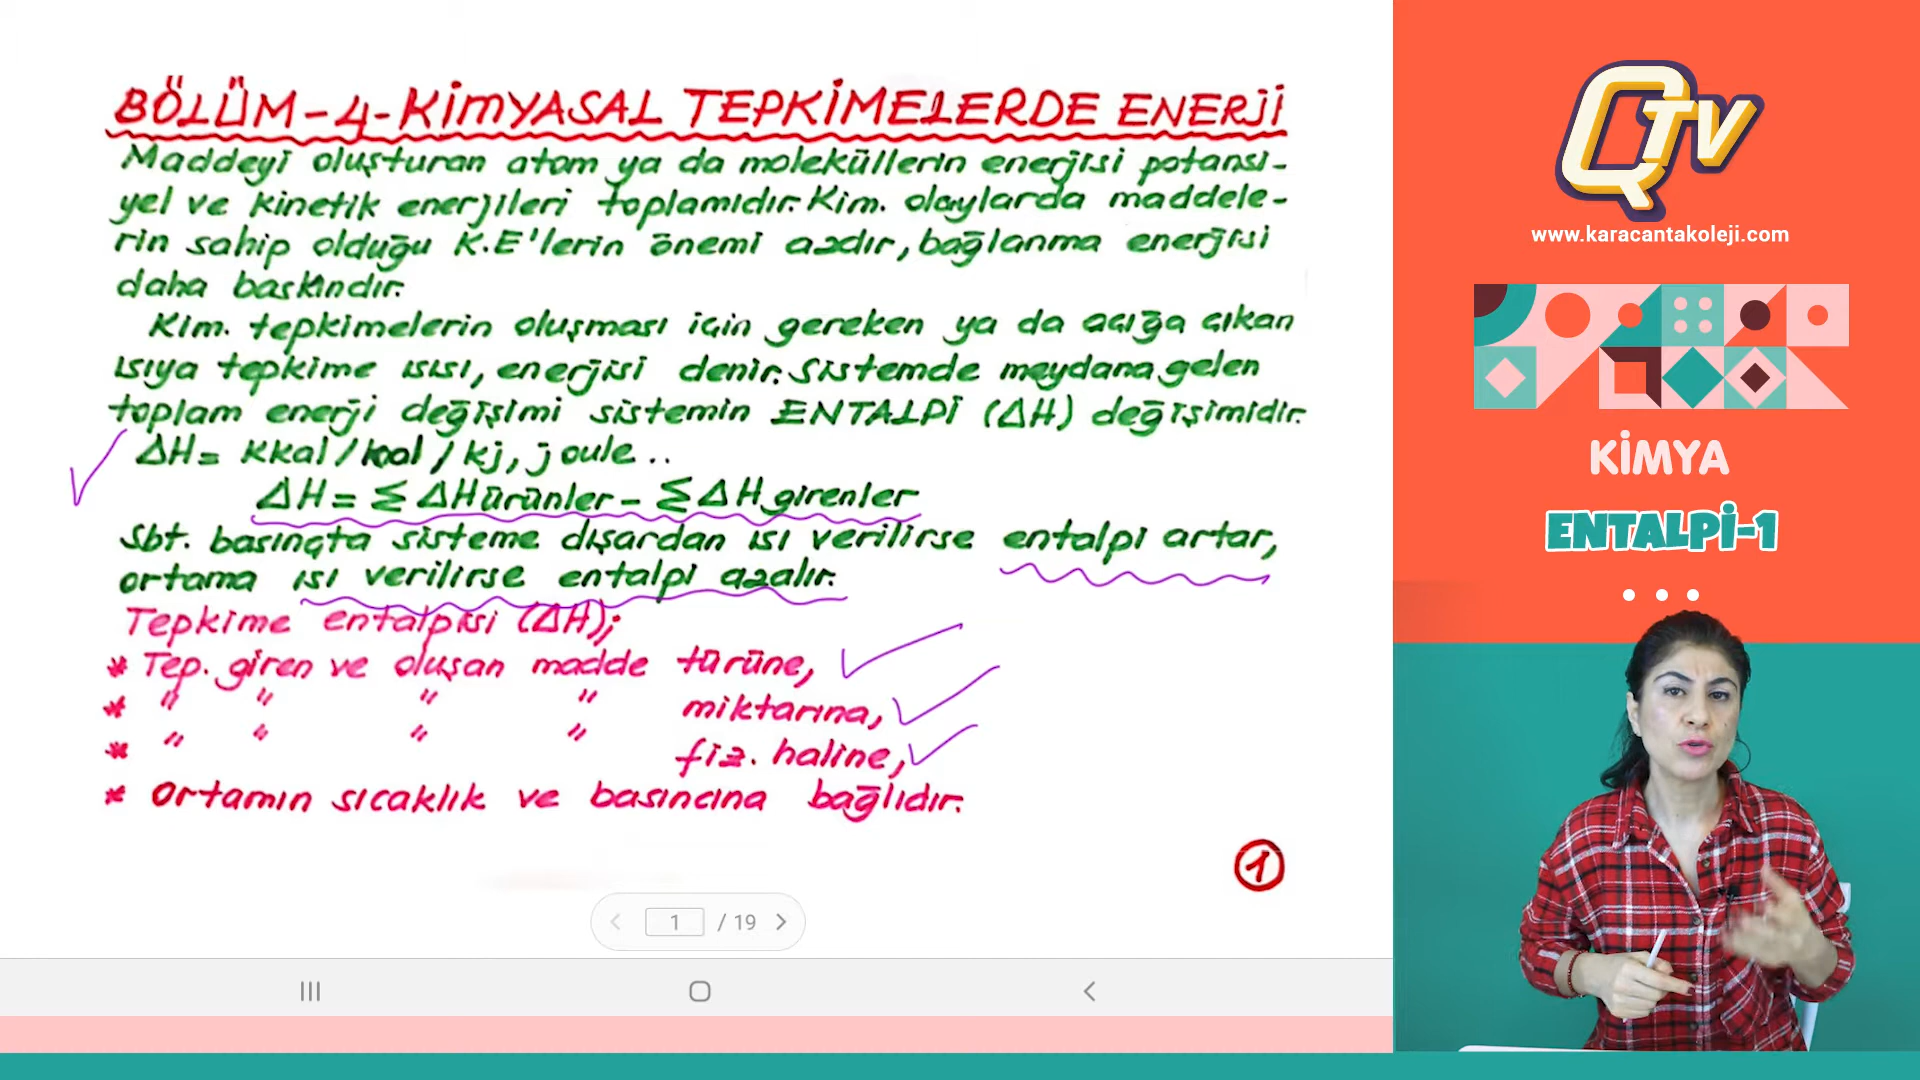 BÖLÜM-4-KİMYASAL TEPKİMELERDE ENERJİ
Maddeyi oluşturan atom ya da moleküllerin enerjisi potansi-
yel ve kinetik enerjileri toplamıdır. Kim. olaylarda maddele-
rin sahip olduğu K.E'lerin önemi azdır, bağlanma enerjisi
daha baskındır.
Kim. tepkimelerin oluşması için gereken ya da açığa çıkan
ısıya tepkime ısısı, enerjisi denir. Sistemde meydana gelen
toplam enerji değişimi sistemin ENTALPİ (ΔH) değişimidir.
ΔH = kkal/kal/kj, joule..
ΔH = Σ ΔHürünler - Σ ΔH girenler
Sbt. basınçta sisteme dışardan ısı verilirse entalpi artar,
ortama ısı verilirse entalpi azalır.
Tepkime entalpisi (ΔH);
* Tep. giren ve oluşan madde türüne,
* " " " " miktarına,
* " " " " fiz. haline,
* Ortamın sıcaklık ve basıncına bağlıdır.
1
1 / 19
QTV
www.karacantakoleji.com
KİMYA
ENTALPİ-1